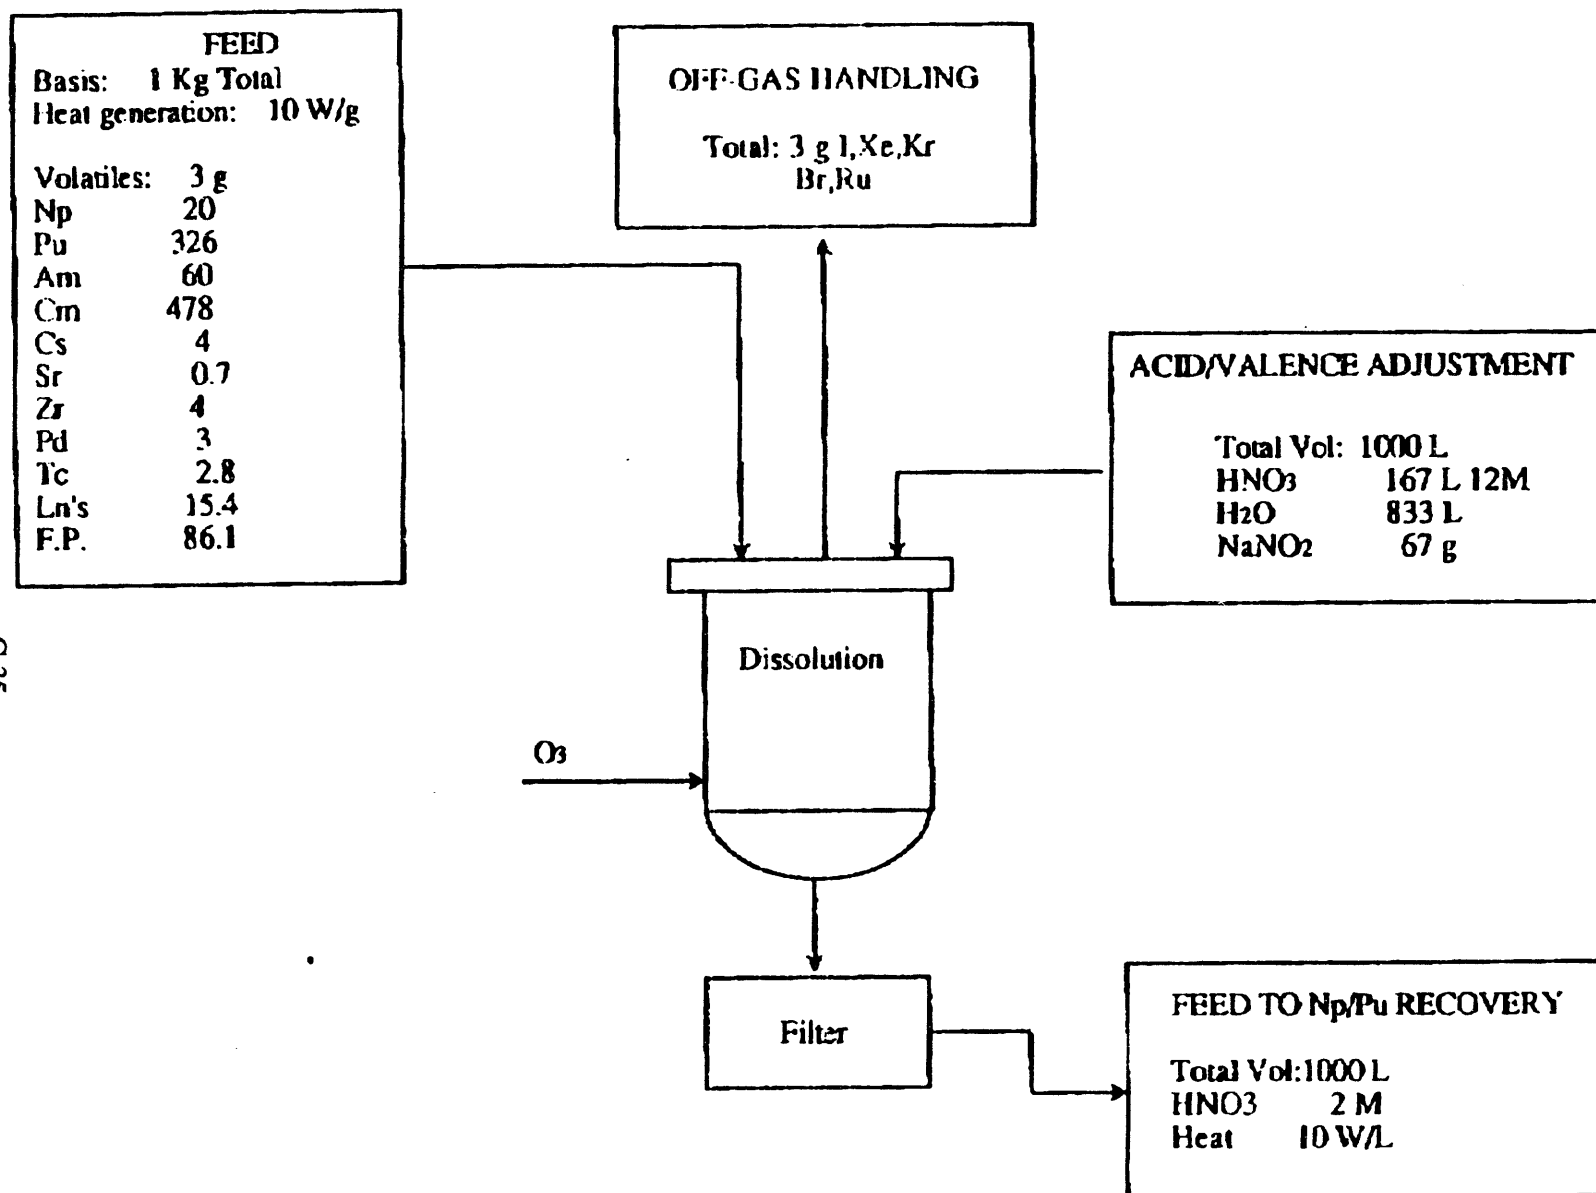 FEED
Basis: 1 Kg Total
Heat generation: 10 W/g
Volatiles: 3 g
Np 20
Pu 326
Am 60
Cm 478
Cs 4
Sr 0.7
Zr 4
Pd 3
Tc 2.8
Ln's 15.4
F.P. 86.1
OFF-GAS HANDLING
Total: 3 g I,Xe,Kr
Br,Ru
ACID/VALENCE ADJUSTMENT
Total Vol: 1000 L
HNO3 167 L 12M
H2O 833 L
NaNO2 67 g
Dissolution
O3
Filter
FEED TO Np/Pu RECOVERY
Total Vol:1000 L
HNO3 2 M
Heat 10 W/L